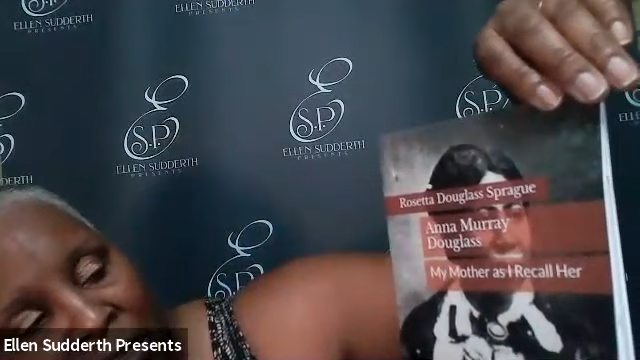 ELLEN SUDDERTH
PRESENTS
ELLEN SUDDERTH
PRESENTS
S.P.
ELLEN SUDDERTH
PRESENTS
S.P.
ELLEN SUDDERTH
PRESENTS
S.P.
DERTH
S.P.
Rosetta Douglass Sprague
Anna Murray
Douglass
My Mother as I Recall Her
Ellen Sudderth Presents